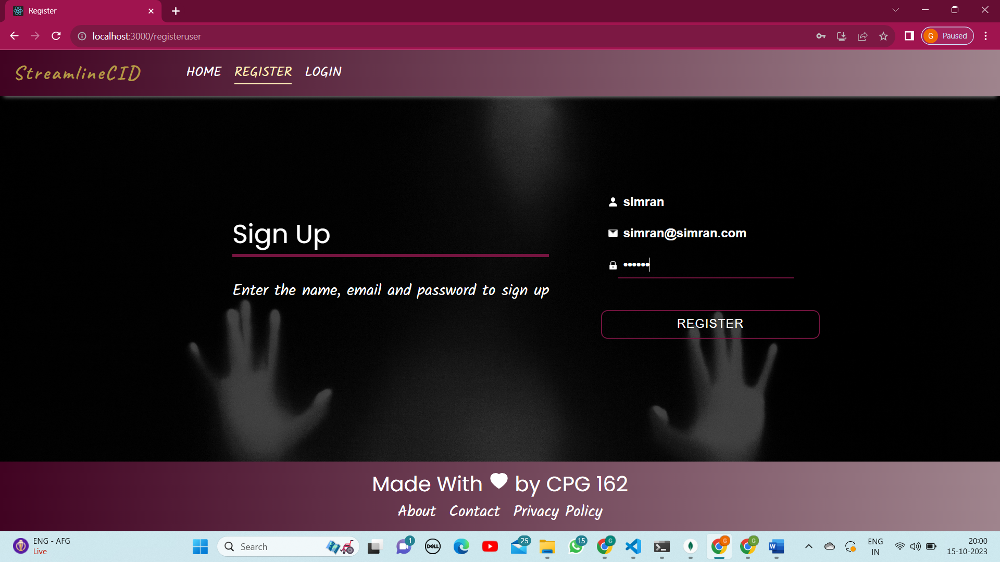 Register
localhost:3000/registeruser
G Paused
StreamlineCID
HOME REGISTER LOGIN
simran
Sign Up
simran@simran.com
••••••
Enter the name, email and password to sign up
REGISTER
Made With by CPG 162
About Contact Privacy Policy
ENG - AFG
Live
Search
1
DELL
25
15
G
G
G
W
ENG
IN
20:00
15-10-2023